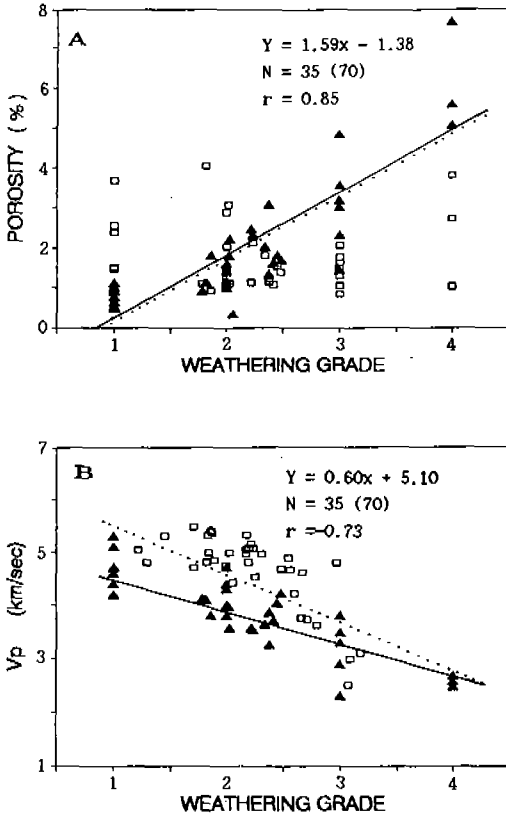 A
Y = 1.59x - 1.38
N = 35 (70)
r = 0.85
POROSITY (%)
8
6
4
2
0
1 2 3 4
WEATHERING GRADE
B
Y = 0.60x + 5.10
N = 35 (70)
r =-0.73
Vp (km/sec)
7
5
3
1
1 2 3 4
WEATHERING GRADE